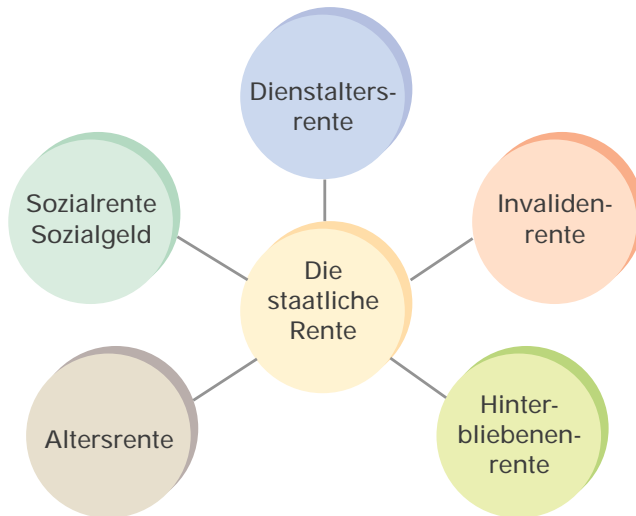 Dienstalters-
rente
Sozialrente
Sozialgeld
Invaliden-
rente
Die
staatliche
Rente
Altersrente
Hinter-
bliebenen-
rente